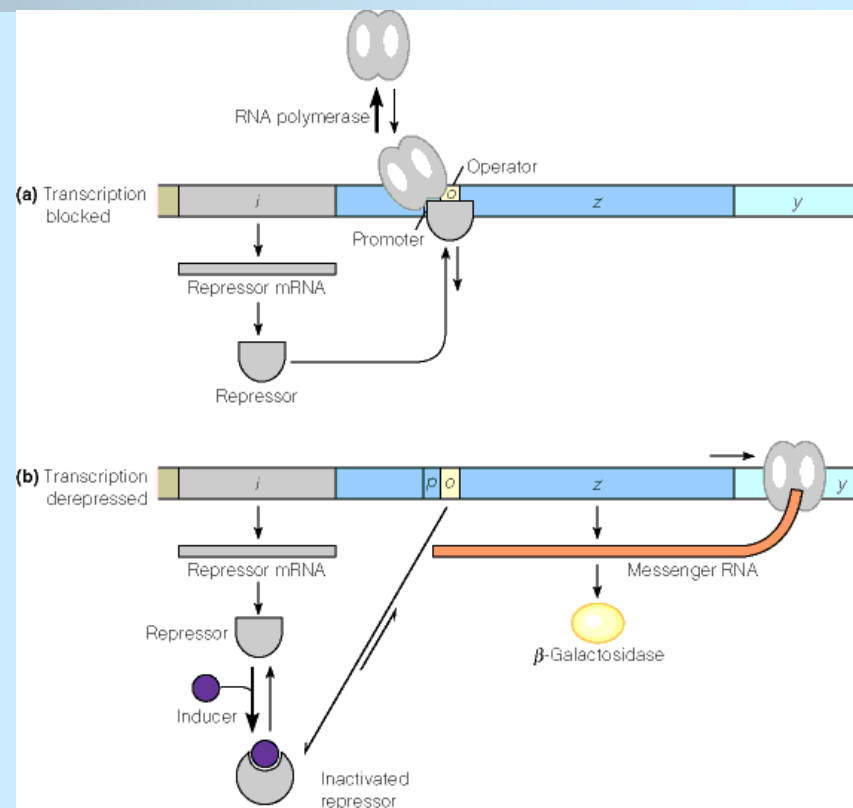 RNA polymerase
Operator
(a) Transcription
blocked
i
o
z
y
Promoter
Repressor mRNA
Repressor
(b) Transcription
derepressed
i
p
o
z
y
Repressor mRNA
Messenger RNA
Repressor
β-Galactosidase
Inducer
Inactivated
repressor